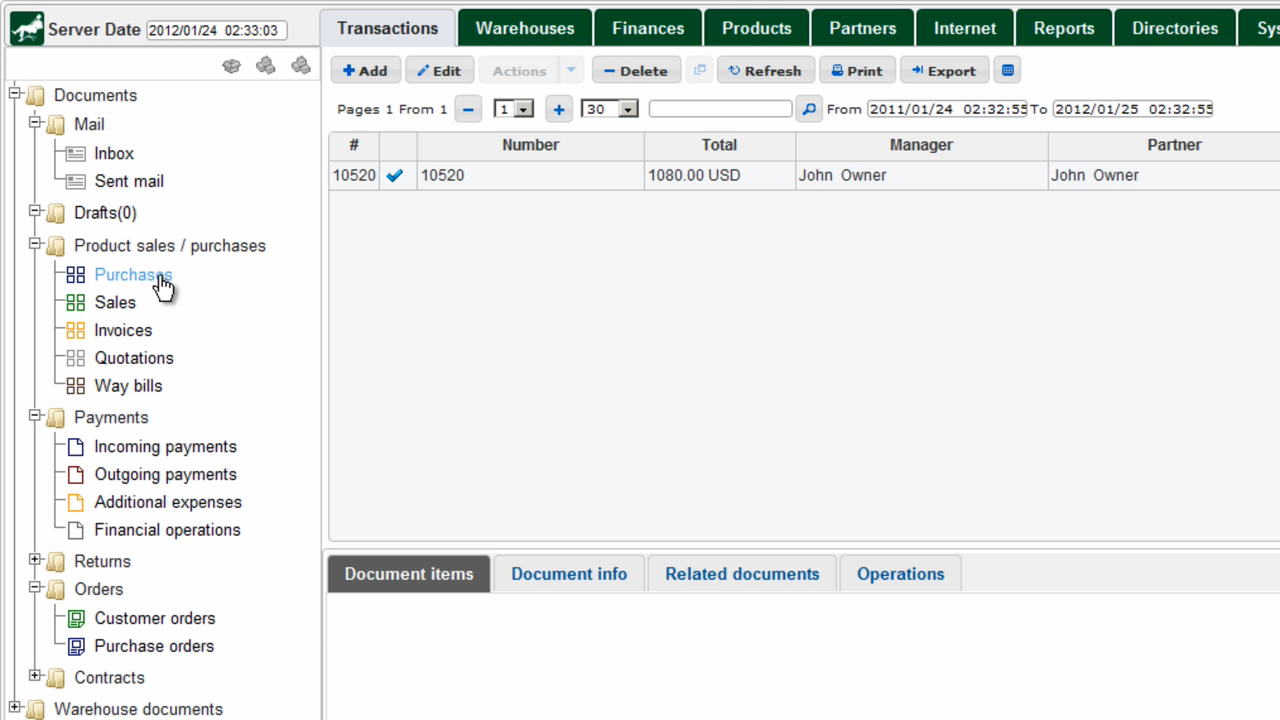 Server Date 2012/01/24 02:33:03
Transactions Warehouses Finances Products Partners Internet Reports Directories Sys
Add Edit Actions Delete Refresh Print Export
Pages 1 From 1 1 30 From 2011/01/24 02:32:55 To 2012/01/25 02:32:55
# Number Total Manager Partner
10520 10520 1080.00 USD John Owner John Owner
Documents
Mail
Inbox
Sent mail
Drafts(0)
Product sales / purchases
Purchases
Sales
Invoices
Quotations
Way bills
Payments
Incoming payments
Outgoing payments
Additional expenses
Financial operations
Returns
Orders
Customer orders
Purchase orders
Contracts
Warehouse documents
Document items Document info Related documents Operations